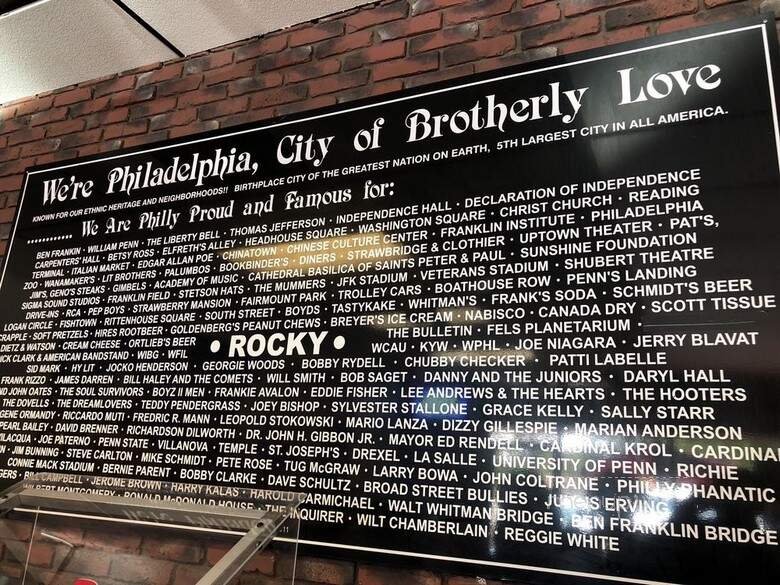 We're Philadelphia, City of Brotherly Love
KNOWN FOR OUR ETHNIC HERITAGE AND NEIGHBORHOODS!! BIRTHPLACE CITY OF THE GREATEST NATION ON EARTH, 5TH LARGEST CITY IN ALL AMERICA.
............ We Are Philly Proud and Famous for:
BEN FRANKIN · WILLIAM PENN · THE LIBERTY BELL · THOMAS JEFFERSON · INDEPENDENCE HALL · DECLARATION OF INDEPENDENCE
CARPENTERS' HALL · BETSY ROSS · ELFRETH'S ALLEY · HEADHOUSE SQUARE · WASHINGTON SQUARE · CHRIST CHURCH · READING
TERMINAL · ITALIAN MARKET · EDGAR ALLAN POE · CHINATOWN · CHINESE CULTURE CENTER · FRANKLIN INSTITUTE · PHILADELPHIA
ZOO · WANAMAKER'S · LIT BROTHERS · PALUMBOS · BOOKBINDER'S · DINERS · STRAWBRIDGE & CLOTHIER · UPTOWN THEATER · PAT'S,
JIM'S, GENO'S STEAKS · GIMBELS · ACADEMY OF MUSIC · CATHEDRAL BASILICA OF SAINTS PETER & PAUL · SUNSHINE FOUNDATION
SIGMA SOUND STUDIOS · FRANKLIN FIELD · STETSON HATS · THE MUMMERS · JFK STADIUM · VETERANS STADIUM · SHUBERT THEATRE
DRIVE-INS · RCA · PEP BOYS · STRAWBERRY MANSION · FAIRMOUNT PARK · TROLLEY CARS · BOATHOUSE ROW · PENN'S LANDING
LOGAN CIRCLE · FISHTOWN · RITTENHOUSE SQUARE · SOUTH STREET · BOYDS · TASTYKAKE · WHITMAN'S · FRANK'S SODA · SCHMIDT'S BEER
SCRAPPLE · SOFT PRETZELS · HIRES ROOTBEER · GOLDENBERG'S PEANUT CHEWS · BREYER'S ICE CREAM · NABISCO · CANADA DRY · SCOTT TISSUE
DIETZ & WATSON · CREAM CHEESE · ORTLIEB'S BEER · ROCKY · THE BULLETIN · FELS PLANETARIUM ·
ICK CLARK & AMERICAN BANDSTAND · WIBG · WFIL WCAU · KYW · WPHL · JOE NIAGARA · JERRY BLAVAT
SID MARK · HY LIT · JOCKO HENDERSON · GEORGIE WOODS · BOBBY RYDELL · CHUBBY CHECKER · PATTI LABELLE
FRANK RIZZO · JAMES DARREN · BILL HALEY AND THE COMETS · WILL SMITH · BOB SAGET · DANNY AND THE JUNIORS · DARYL HALL
ND JOHN OATES · THE SOUL SURVIVORS · BOYZ II MEN · FRANKIE AVALON · EDDIE FISHER · LEE ANDREWS & THE HEARTS · THE HOOTERS
THE DOVELLS · THE DREAMLOVERS · TEDDY PENDERGRASS · JOEY BISHOP · SYLVESTER STALLONE · GRACE KELLY · SALLY STARR
GENE ORMANDY · RICCARDO MUTI · FREDRIC R. MANN · LEOPOLD STOKOWSKI · MARIO LANZA · DIZZY GILLESPIE · MARIAN ANDERSON
PEARL BAILEY · DAVID BRENNER · RICHARDSON DILWORTH · DR. JOHN H. GIBBON JR. · MAYOR ED RENDELL · CARDINAL KROL · CARDINAL
VILACQUA · JOE PATERNO · PENN STATE · VILLANOVA · TEMPLE · ST. JOSEPH'S · DREXEL · LA SALLE · UNIVERSITY OF PENN · RICHIE
N · JIM BUNNING · STEVE CARLTON · MIKE SCHMIDT · PETE ROSE · TUG McGRAW · LARRY BOWA · JOHN COLTRANE · PHILLY PHANATIC
CONNIE MACK STADIUM · BERNIE PARENT · BOBBY CLARKE · DAVE SCHULTZ · BROAD STREET BULLIES · JULIUS ERVING
GERS · BILL CAMPBELL · JEROME BROWN · HARRY KALAS · HAROLD CARMICHAEL · WALT WHITMAN BRIDGE · BEN FRANKLIN BRIDGE
WILBERT MONTGOMERY · RONALD McDONALD HOUSE · THE INQUIRER · WILT CHAMBERLAIN · REGGIE WHITE